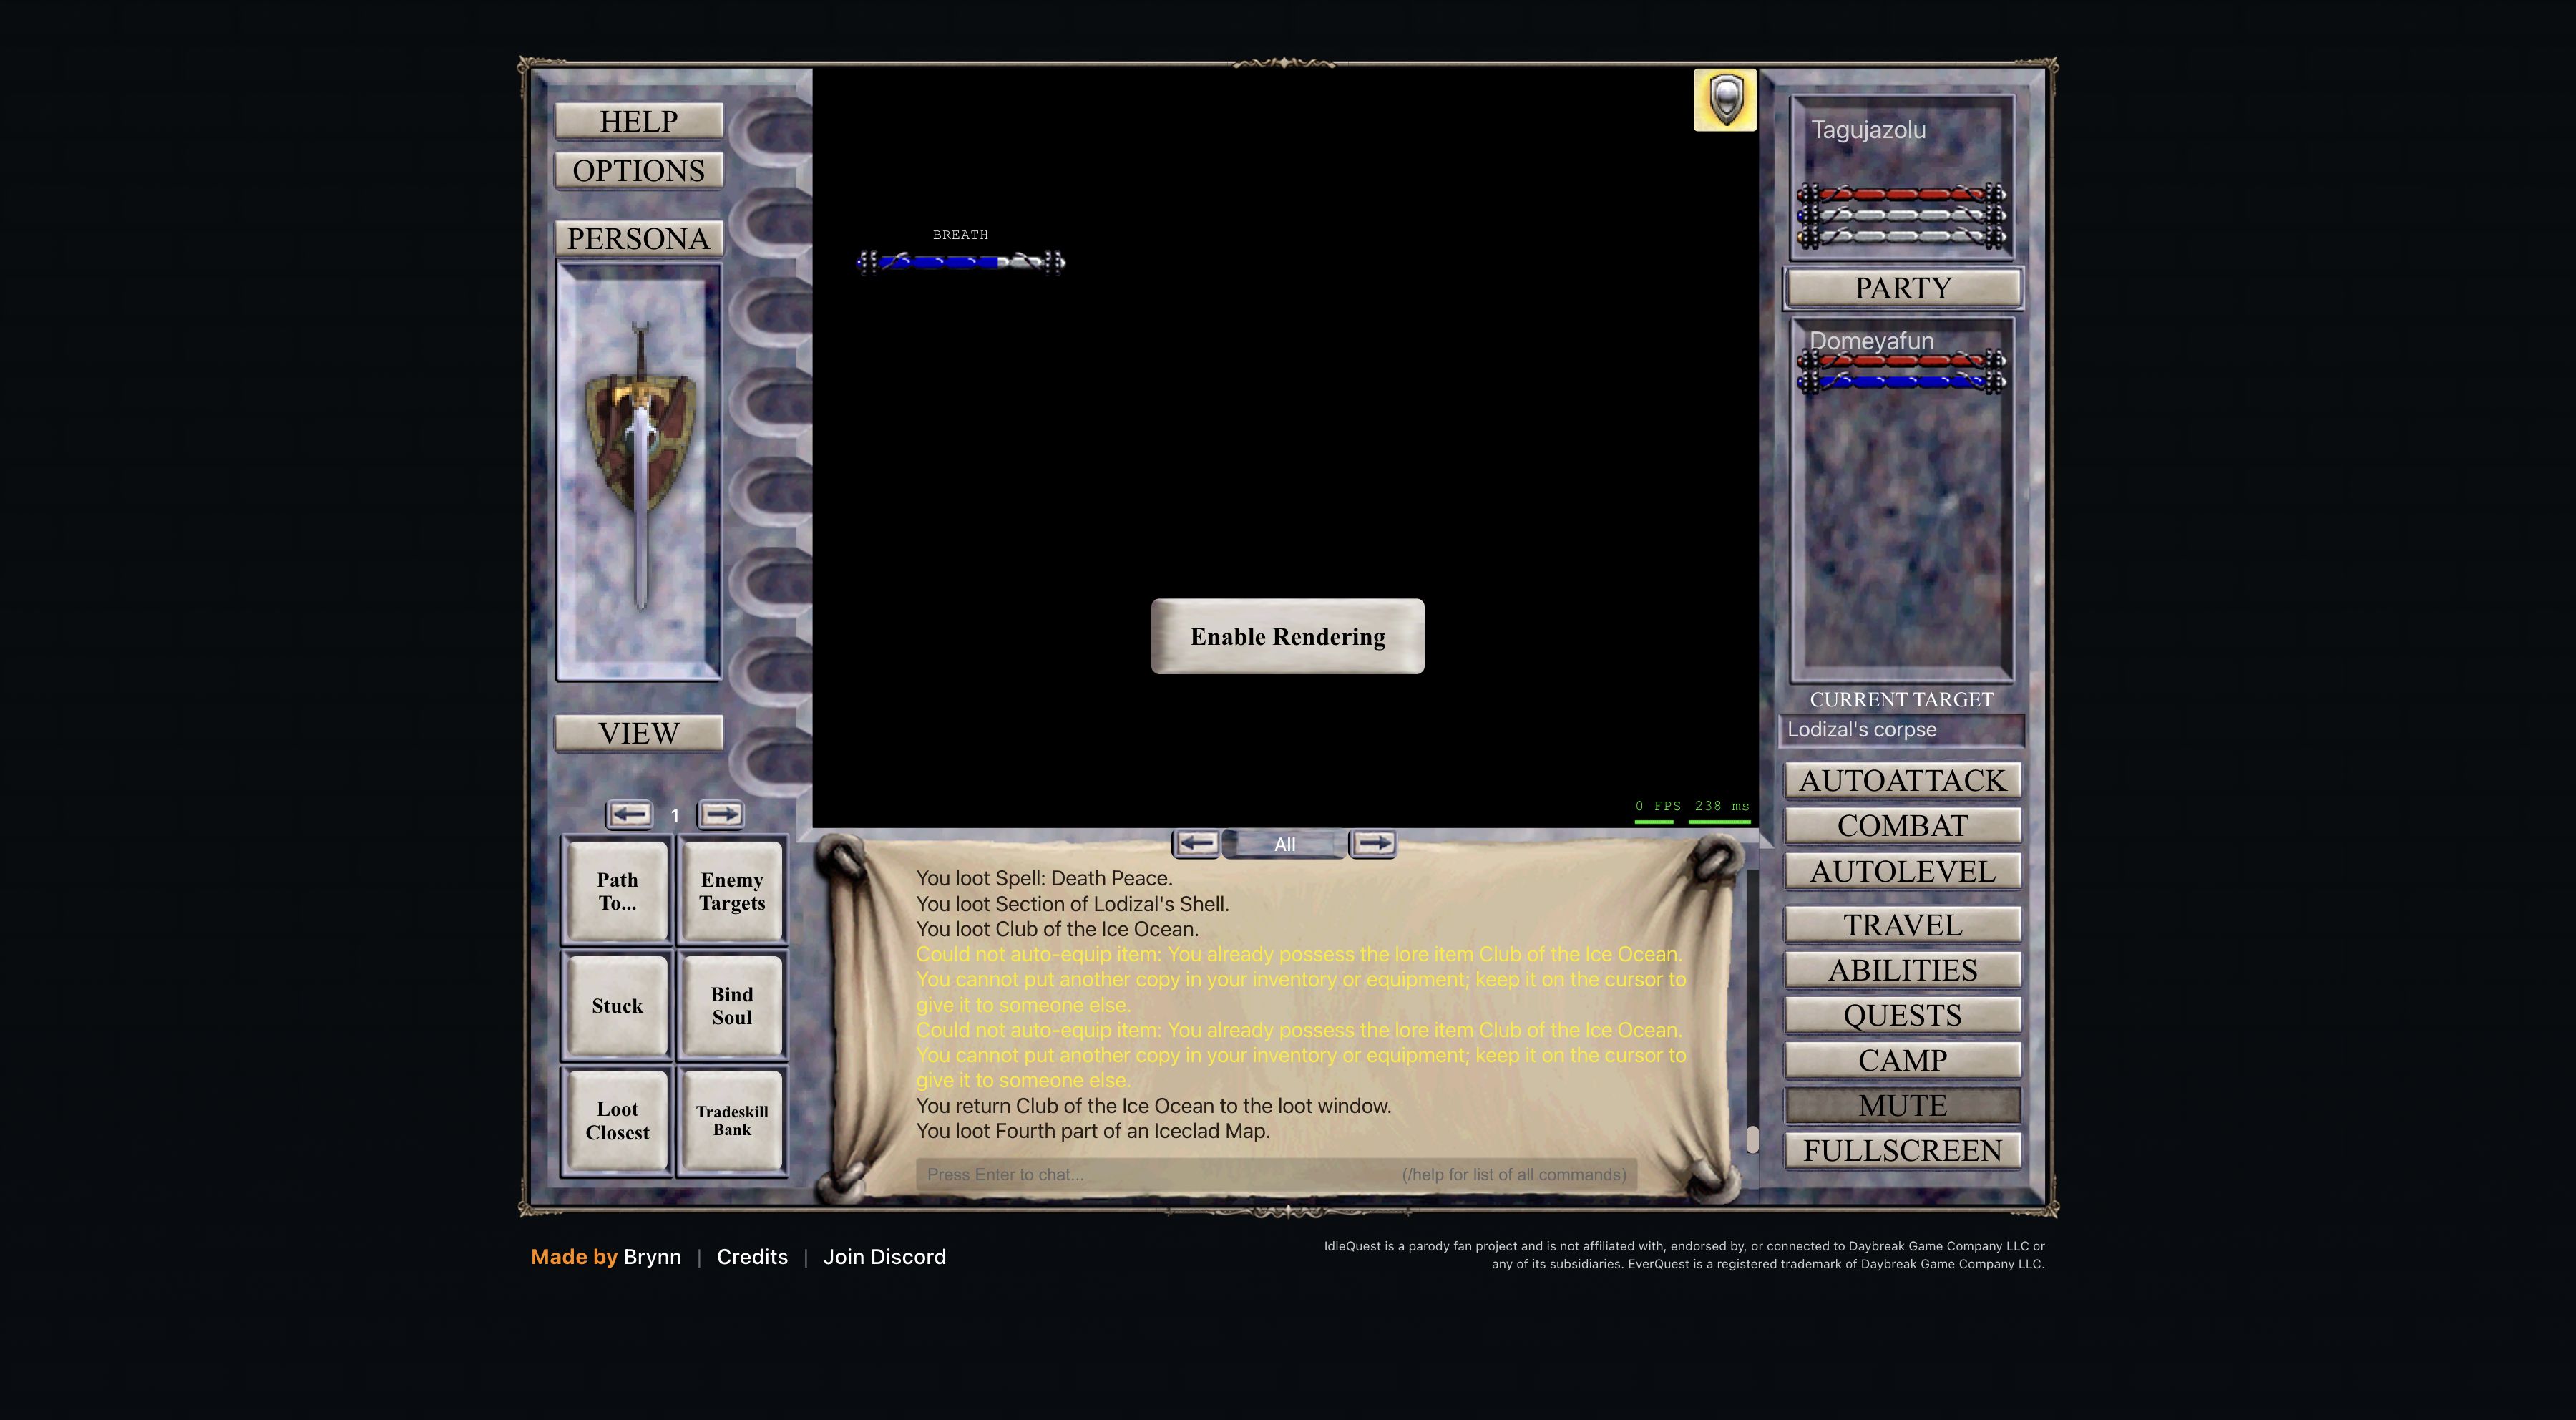 HELP
OPTIONS
PERSONA
VIEW
1
Path
To...
Enemy
Targets
Stuck
Bind
Soul
Loot
Closest
Tradeskill
Bank
BREATH
Enable Rendering
0 FPS 238 ms
All
You loot Spell: Death Peace.
You loot Section of Lodizal's Shell.
You loot Club of the Ice Ocean.
Could not auto-equip item: You already possess the lore item Club of the Ice Ocean.
You cannot put another copy in your inventory or equipment; keep it on the cursor to
give it to someone else.
Could not auto-equip item: You already possess the lore item Club of the Ice Ocean.
You cannot put another copy in your inventory or equipment; keep it on the cursor to
give it to someone else.
You return Club of the Ice Ocean to the loot window.
You loot Fourth part of an Iceclad Map.
Press Enter to chat... (/help for list of all commands)
Tagujazolu
PARTY
Domeyafun
CURRENT TARGET
Lodizal's corpse
AUTOATTACK
COMBAT
AUTOLEVEL
TRAVEL
ABILITIES
QUESTS
CAMP
MUTE
FULLSCREEN
Made by Brynn | Credits | Join Discord
IdleQuest is a parody fan project and is not affiliated with, endorsed by, or connected to Daybreak Game Company LLC or
any of its subsidiaries. EverQuest is a registered trademark of Daybreak Game Company LLC.